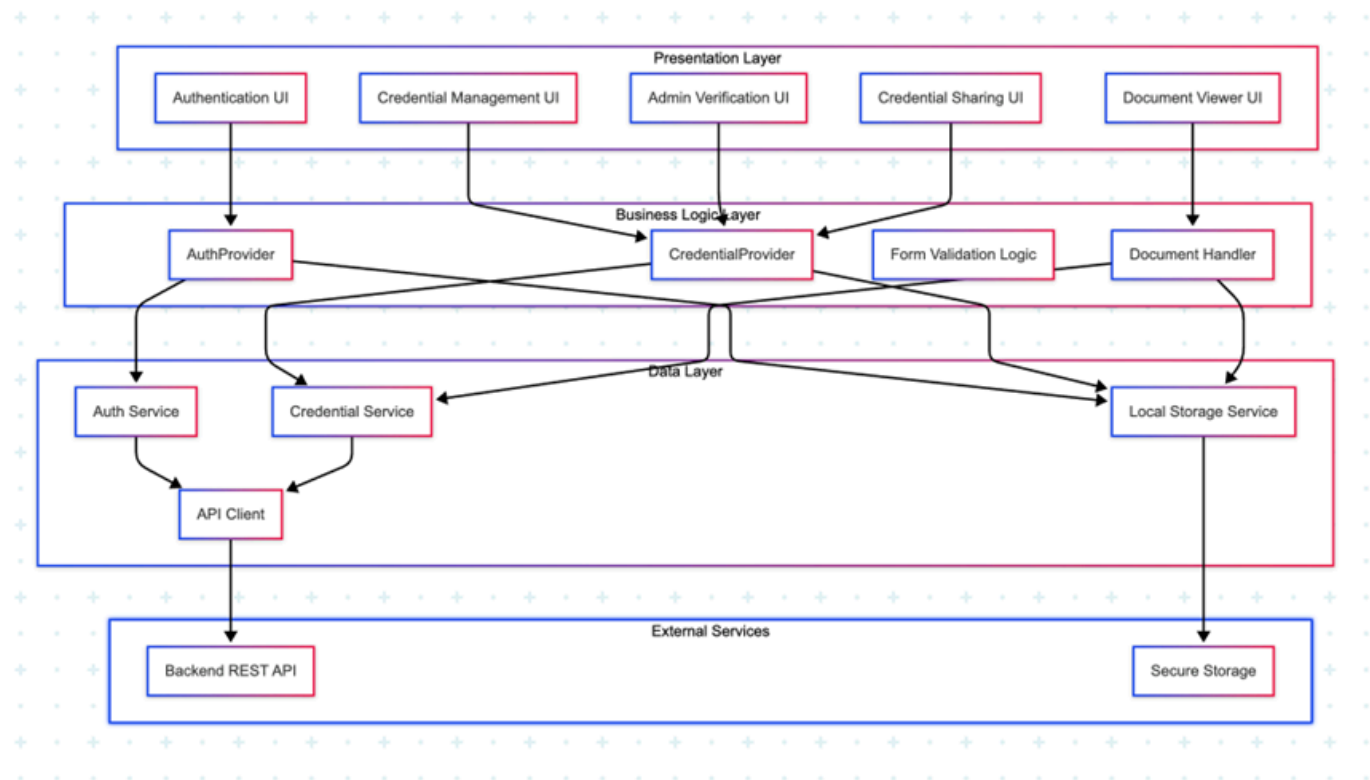 Presentation Layer
Authentication UI
Credential Management UI
Admin Verification UI
Credential Sharing UI
Document Viewer UI
Business Logic Layer
AuthProvider
CredentialProvider
Form Validation Logic
Document Handler
Data Layer
Auth Service
Credential Service
Local Storage Service
API Client
External Services
Backend REST API
Secure Storage